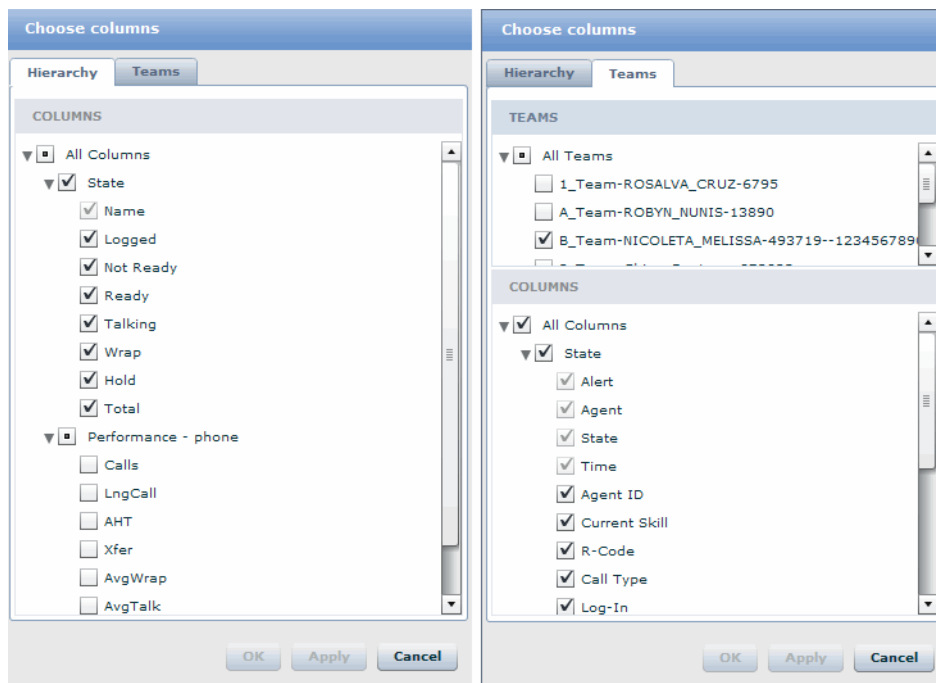 Choose columns
Hierarchy Teams
COLUMNS
All Columns
State
Name
Logged
Not Ready
Ready
Talking
Wrap
Hold
Total
Performance - phone
Calls
LngCall
AHT
Xfer
AvgWrap
AvgTalk
OK Apply Cancel
Choose columns
Hierarchy Teams
TEAMS
All Teams
1_Team-ROSALVA_CRUZ-6795
A_Team-ROBYN_NUNIS-13890
B_Team-NICOLETA_MELISSA-493719--1234567890
COLUMNS
All Columns
State
Alert
Agent
State
Time
Agent ID
Current Skill
R-Code
Call Type
Log-In
OK Apply Cancel